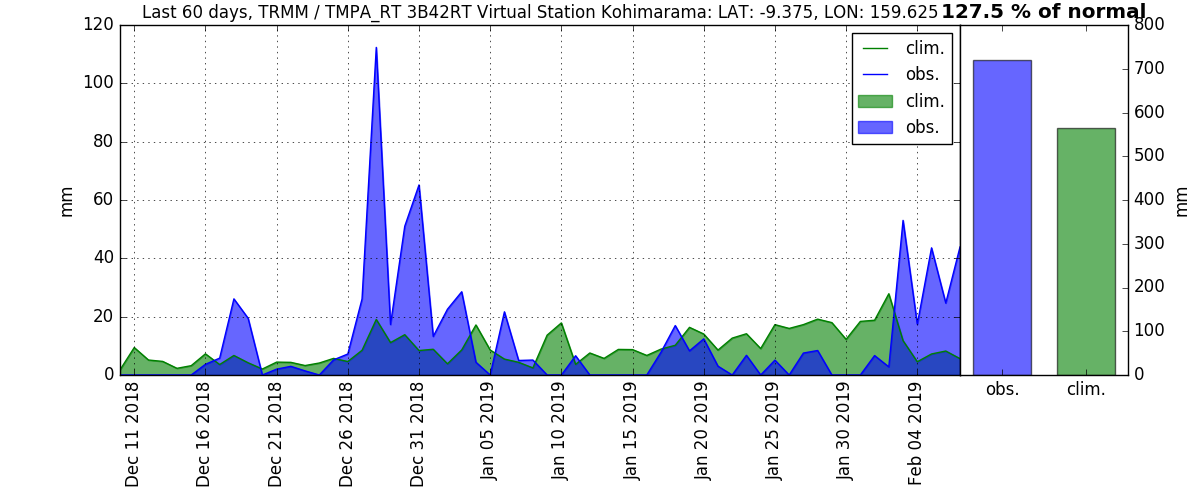 Last 60 days, TRMM / TMPA_RT 3B42RT Virtual Station Kohimarama: LAT: -9.375, LON: 159.625
127.5 % of normal
120
100
80
60
40
20
0
mm
clim.
obs.
clim.
obs.
800
700
600
500
400
300
200
100
0
mm
Dec 11 2018
Dec 16 2018
Dec 21 2018
Dec 26 2018
Dec 31 2018
Jan 05 2019
Jan 10 2019
Jan 15 2019
Jan 20 2019
Jan 25 2019
Jan 30 2019
Feb 04 2019
obs.
clim.